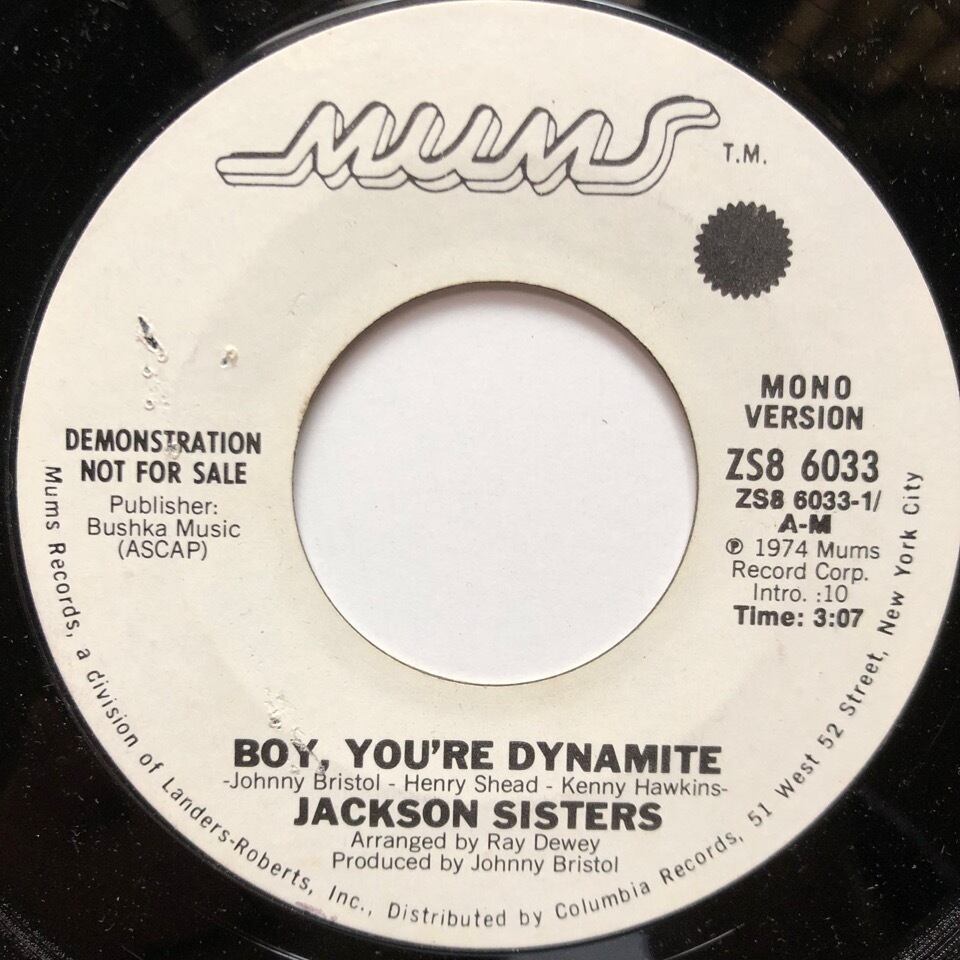 MUMS
T.M.
MONO
VERSION
ZS8 6033
ZS8 6033-1/
A-M
℗ 1974 Mums
Record Corp.
Intro. :10
Time: 3:07
DEMONSTRATION
NOT FOR SALE
Publisher:
Bushka Music
(ASCAP)
BOY, YOU'RE DYNAMITE
-Johnny Bristol - Henry Shead - Kenny Hawkins-
JACKSON SISTERS
Arranged by Ray Dewey
Produced by Johnny Bristol
Mums Records, a division of Landers-Roberts, Inc., Distributed by Columbia Records, 51 West 52 Street, New York City